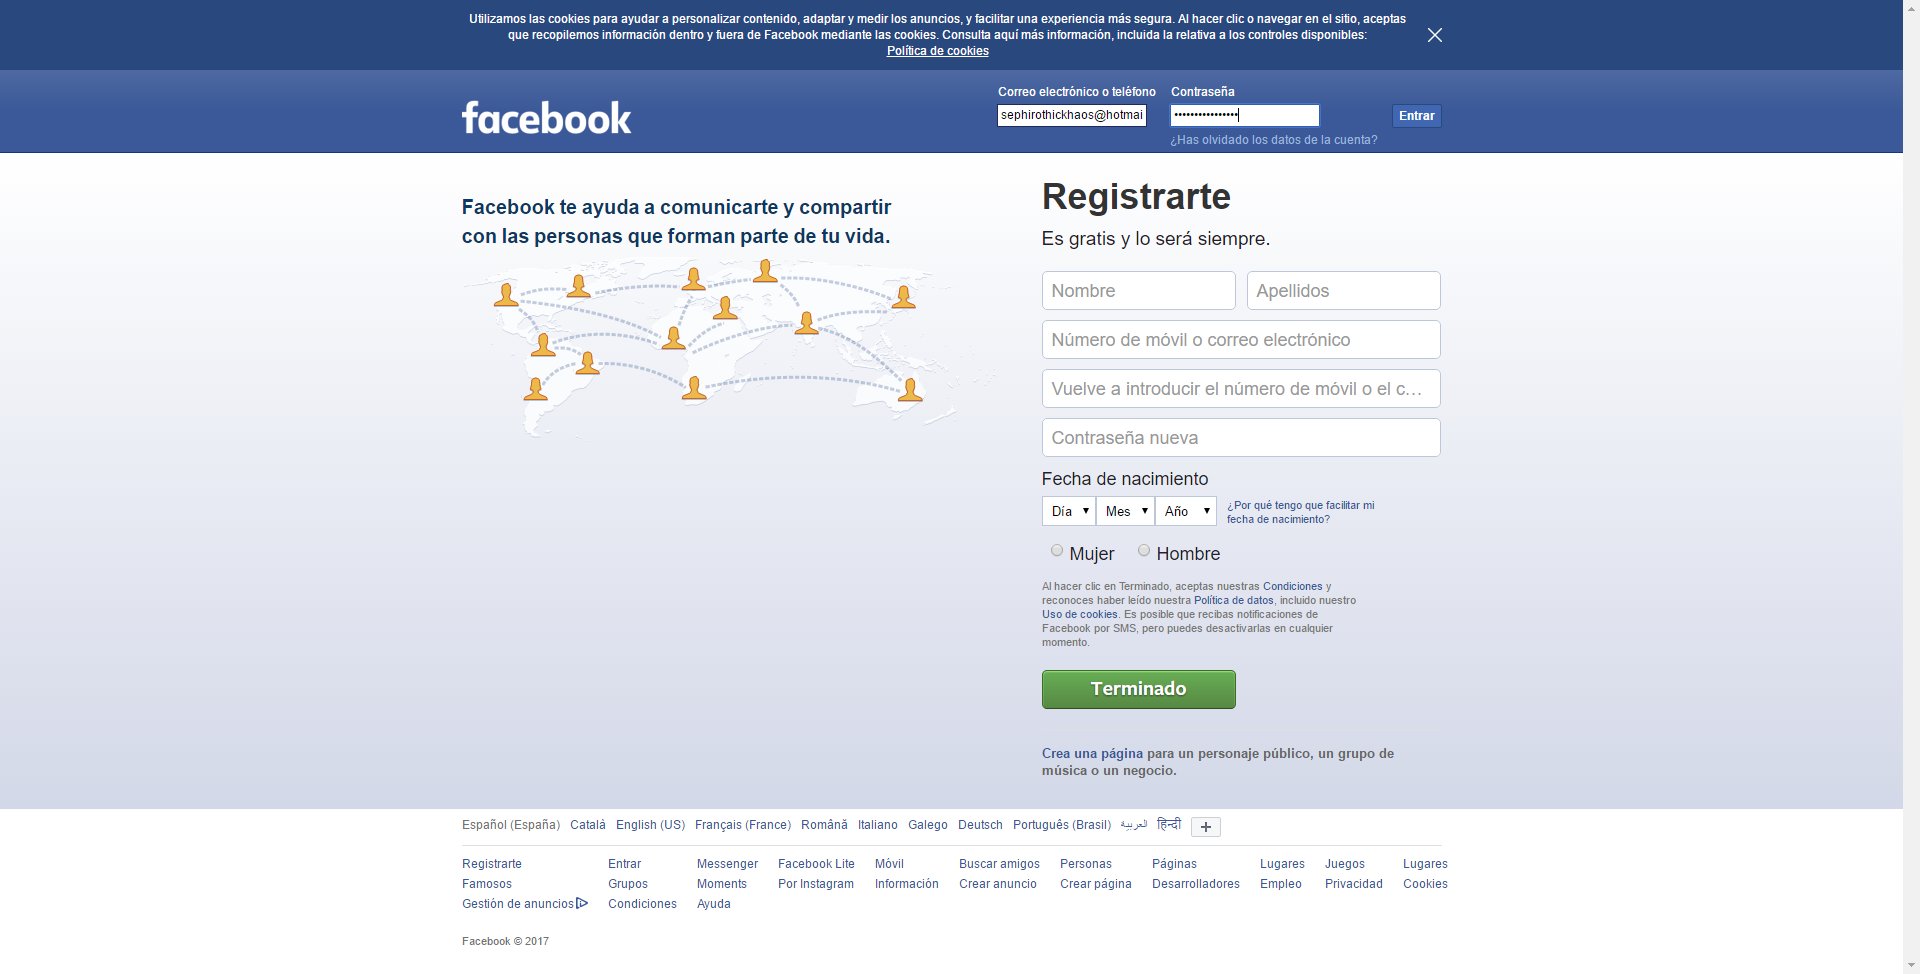 Utilizamos las cookies para ayudar a personalizar contenido, adaptar y medir los anuncios, y facilitar una experiencia más segura. Al hacer clic o navegar en el sitio, aceptas
que recopilemos información dentro y fuera de Facebook mediante las cookies. Consulta aquí más información, incluida la relativa a los controles disponibles:
Política de cookies
facebook
Correo electrónico o teléfono Contraseña
sephirothickhaos@hotmai
Entrar
¿Has olvidado los datos de la cuenta?
Facebook te ayuda a comunicarte y compartir
con las personas que forman parte de tu vida.
Registrarte
Es gratis y lo será siempre.
Nombre Apellidos
Número de móvil o correo electrónico
Vuelve a introducir el número de móvil o el c...
Contraseña nueva
Fecha de nacimiento
Día Mes Año
¿Por qué tengo que facilitar mi
fecha de nacimiento?
Mujer Hombre
Al hacer clic en Terminado, aceptas nuestras Condiciones y
reconoces haber leído nuestra Política de datos, incluido nuestro
Uso de cookies. Es posible que recibas notificaciones de
Facebook por SMS, pero puedes desactivarlas en cualquier
momento.
Terminado
Crea una página para un personaje público, un grupo de
música o un negocio.
Español (España) Català English (US) Français (France) Română Italiano Galego Deutsch Português (Brasil) العربية हिन्दी
Registrarte Entrar Messenger Facebook Lite Móvil Buscar amigos Personas Páginas Lugares Juegos Lugares
Famosos Grupos Moments Por Instagram Información Crear anuncio Crear página Desarrolladores Empleo Privacidad Cookies
Gestión de anuncios Condiciones Ayuda
Facebook © 2017